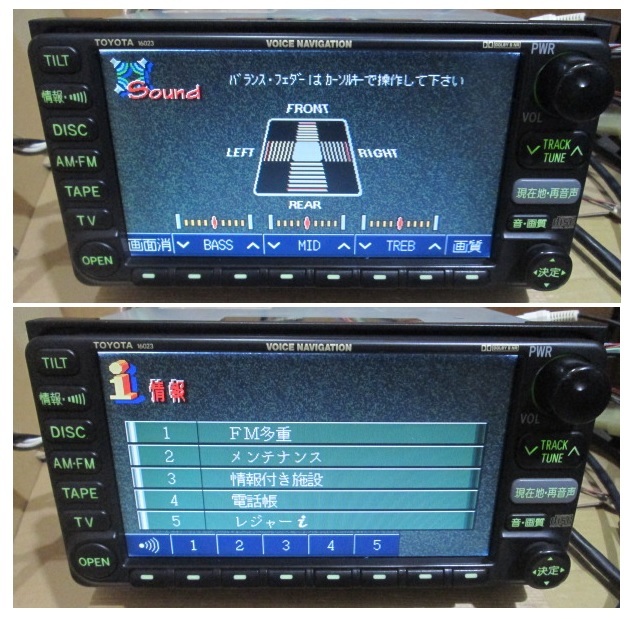 TOYOTA 16023 VOICE NAVIGATION DOLBY B NR
TILT
PWR
Sound
バランス・フェダーはカーソルキーで操作して下さい
情報・
VOL
FRONT
DISC
TRACK
TUNE
LEFT RIGHT
AM·FM
TAPE
現在地・再音声
REAR
TV
音・画質
画面消 BASS MID TREB 画質
OPEN
決定
TOYOTA 16023 VOICE NAVIGATION DOLBY B NR
TILT
PWR
i 情報
情報・
VOL
DISC
1 FM多重
TRACK
TUNE
2 メンテナンス
AM·FM
3 情報付き施設
TAPE
現在地・再音声
4 電話帳
TV
5 レジャーi
音・画質
1 2 3 4 5
OPEN
決定